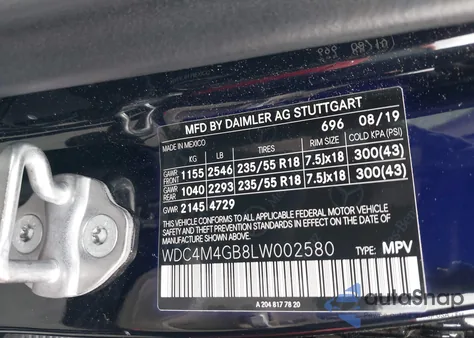 MFD BY DAIMLER AG STUTTGART
MADE IN MEXICO 696 08/19
KG LB TIRES RIM SIZE COLD KPA(PSI)
GAWR FRONT 1155 2546 235/55 R18 7.5Jx18 300(43)
GAWR REAR 1040 2293 235/55 R18 7.5Jx18 300(43)
GVWR 2145 4729
THIS VEHICLE CONFORMS TO ALL APPLICABLE FEDERAL MOTOR VEHICLE
SAFETY, BUMPER, AND THEFT PREVENTION STANDARDS IN EFFECT ON THE
DATE OF MANUFACTURE SHOWN ABOVE.
WDC4M4GB8LW002580 TYPE: MPV
A 204 817 78 20
autoSnap